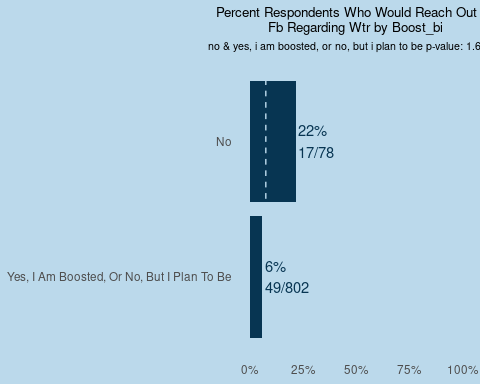 Percent Respondents Who Would Reach Out
Fb Regarding Wtr by Boost_bi
no & yes, i am boosted, or no, but i plan to be p-value: 1.6
No
22%
17/78
Yes, I Am Boosted, Or No, But I Plan To Be
6%
49/802
0% 25% 50% 75% 100%